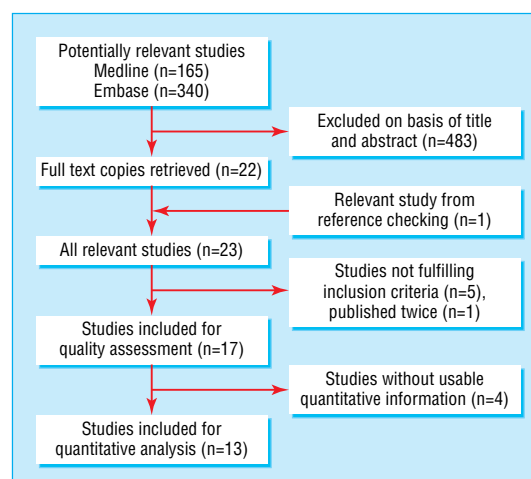 Potentially relevant studies
Medline (n=165)
Embase (n=340)
Excluded on basis of title
and abstract (n=483)
Full text copies retrieved (n=22)
Relevant study from
reference checking (n=1)
All relevant studies (n=23)
Studies not fulfilling
inclusion criteria (n=5),
published twice (n=1)
Studies included for
quality assessment (n=17)
Studies without usable
quantitative information (n=4)
Studies included for
quantitative analysis (n=13)